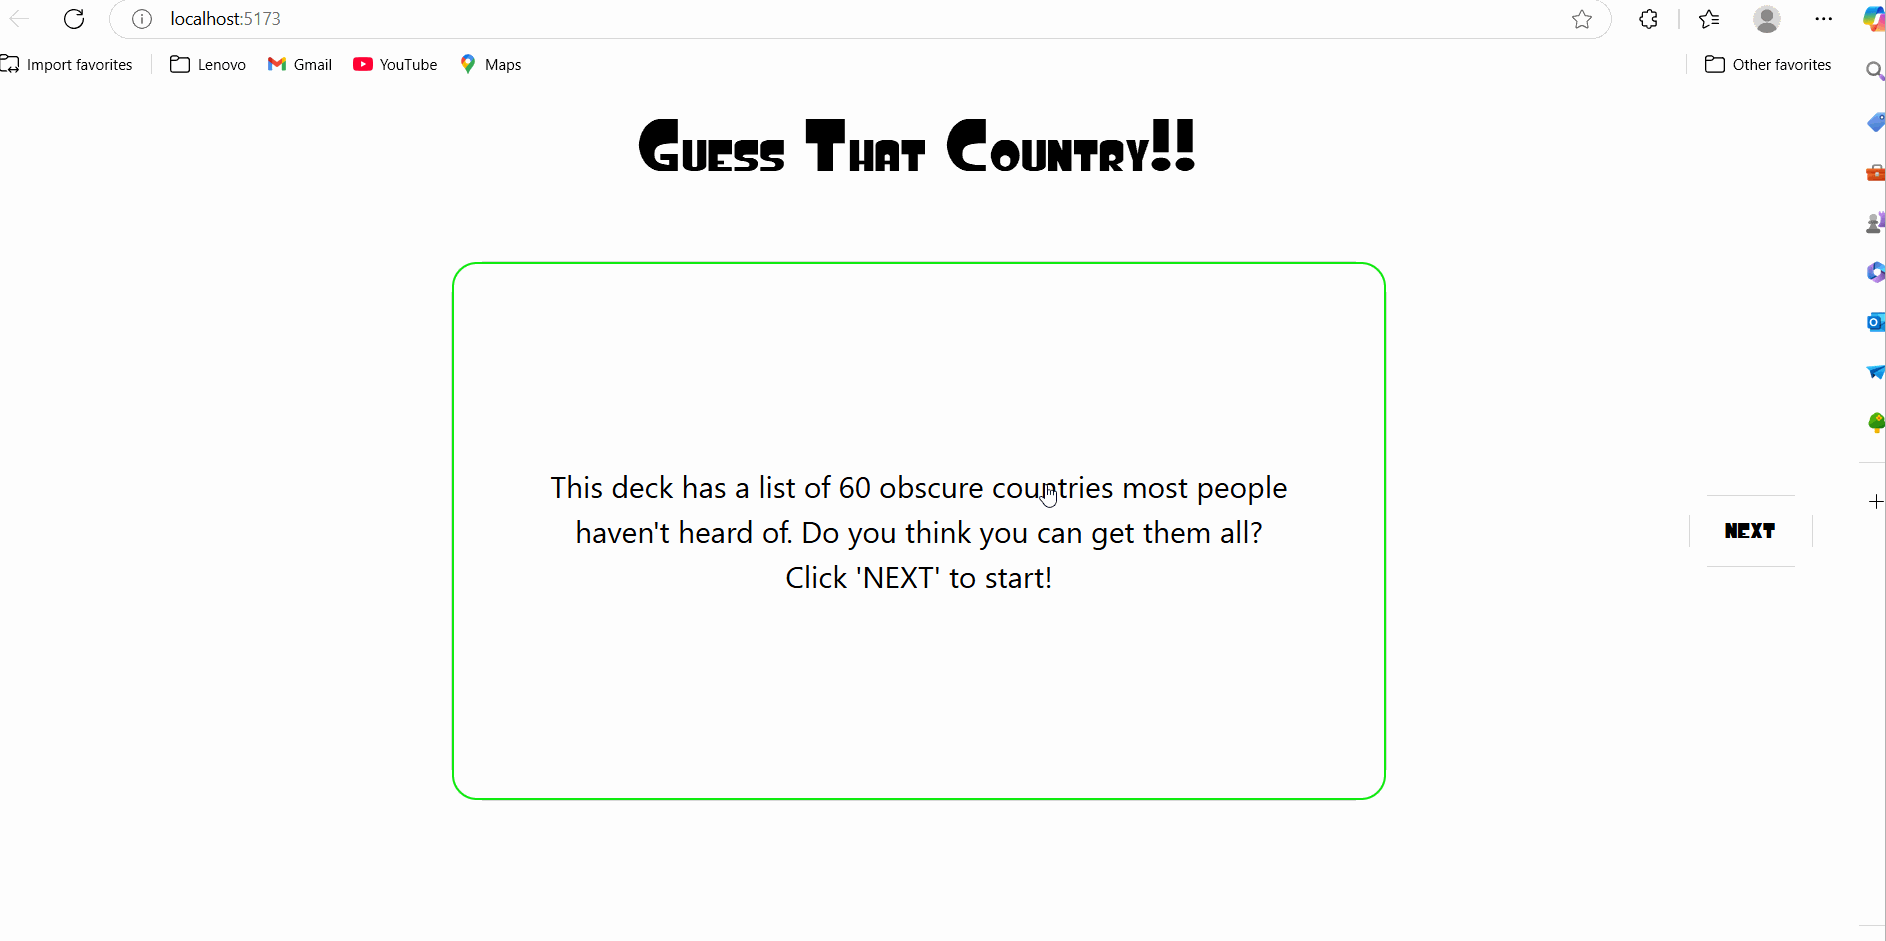 localhost:5173
Import favorites Lenovo Gmail YouTube Maps Other favorites
Guess That Country!!
This deck has a list of 60 obscure countries most people
haven't heard of. Do you think you can get them all?
Click 'NEXT' to start!
NEXT